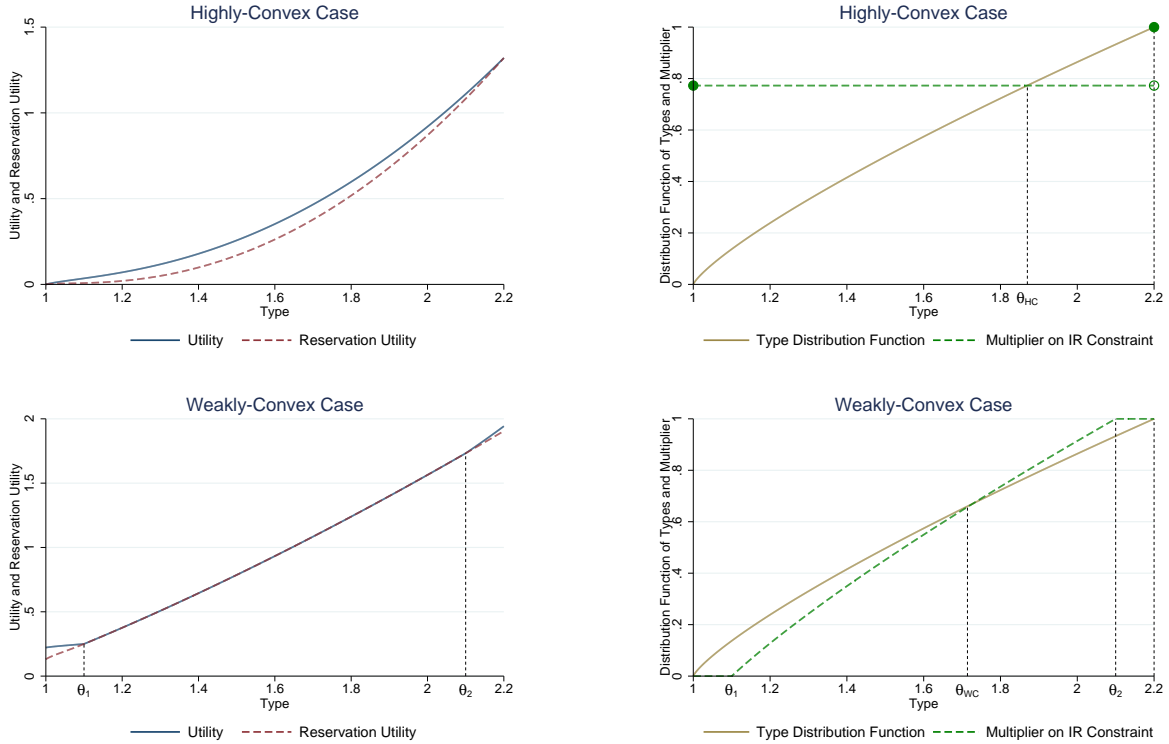 Highly-Convex Case
Utility and Reservation Utility
0 .5 1 1.5
1 1.2 1.4 1.6 1.8 2 2.2
Type
Utility Reservation Utility
Highly-Convex Case
Distribution Function of Types and Multiplier
0 .2 .4 .6 .8 1
1 1.2 1.4 1.6 1.8 θHC 2 2.2
Type
Type Distribution Function Multiplier on IR Constraint
Weakly-Convex Case
Utility and Reservation Utility
0 .5 1 1.5 2
1 θ1 1.2 1.4 1.6 1.8 2 θ2 2.2
Type
Utility Reservation Utility
Weakly-Convex Case
Distribution Function of Types and Multiplier
0 .2 .4 .6 .8 1
1 θ1 1.2 1.4 1.6 θWC 1.8 2 θ2 2.2
Type
Type Distribution Function Multiplier on IR Constraint